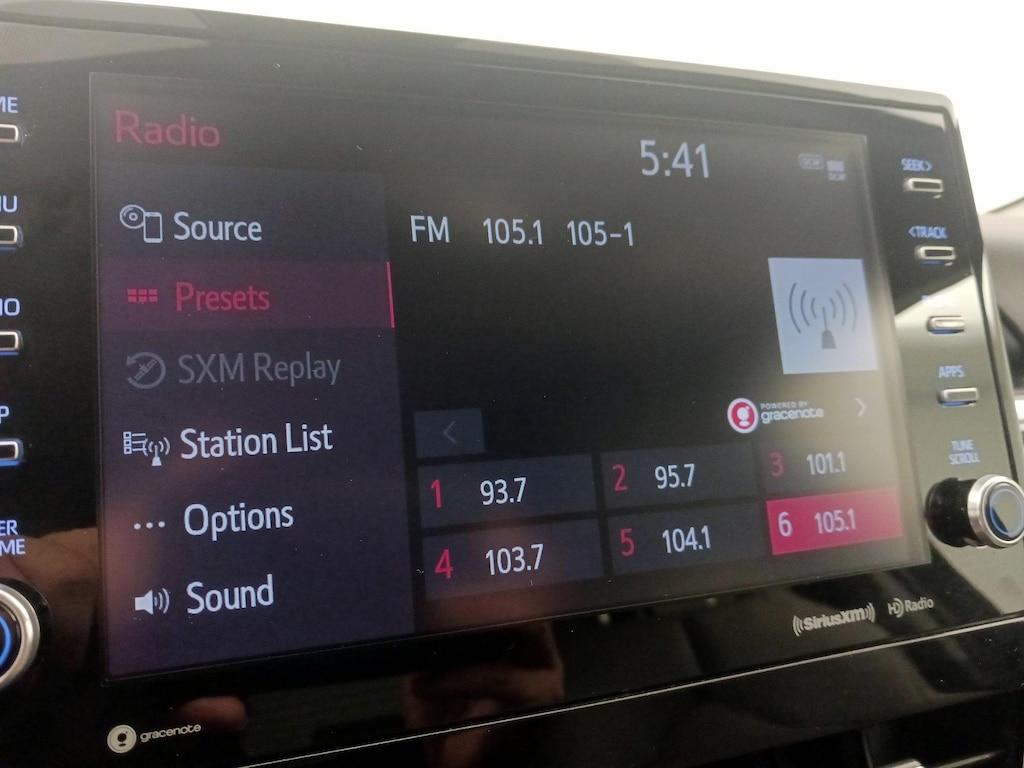 Radio
5:41
DCM
DCM
Source
FM 105.1 105-1
Presets
SXM Replay
Station List
Options
Sound
POWERED BY
gracenote
1 93.7
2 95.7
3 101.1
4 103.7
5 104.1
6 105.1
SEEK>
<TRACK
APPS
TUNE
SCROLL
((SiriusXM))
HD Radio
gracenote